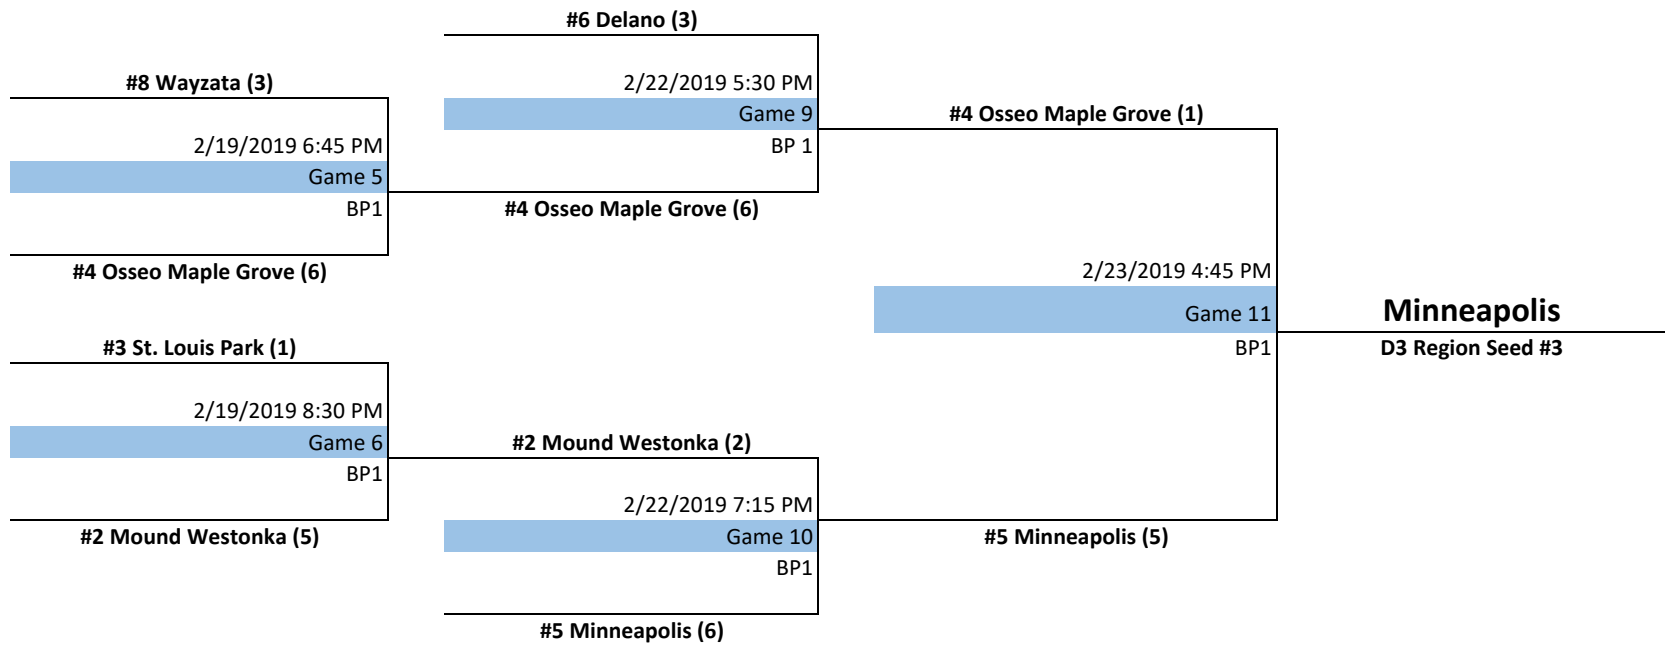 #6 Delano (3)
#8 Wayzata (3)
2/22/2019 5:30 PM
Game 9
#4 Osseo Maple Grove (1)
2/19/2019 6:45 PM
BP 1
Game 5
BP1
#4 Osseo Maple Grove (6)
#4 Osseo Maple Grove (6)
2/23/2019 4:45 PM
Game 11
Minneapolis
#3 St. Louis Park (1)
BP1
D3 Region Seed #3
2/19/2019 8:30 PM
Game 6
#2 Mound Westonka (2)
BP1
2/22/2019 7:15 PM
#2 Mound Westonka (5)
Game 10
#5 Minneapolis (5)
BP1
#5 Minneapolis (6)